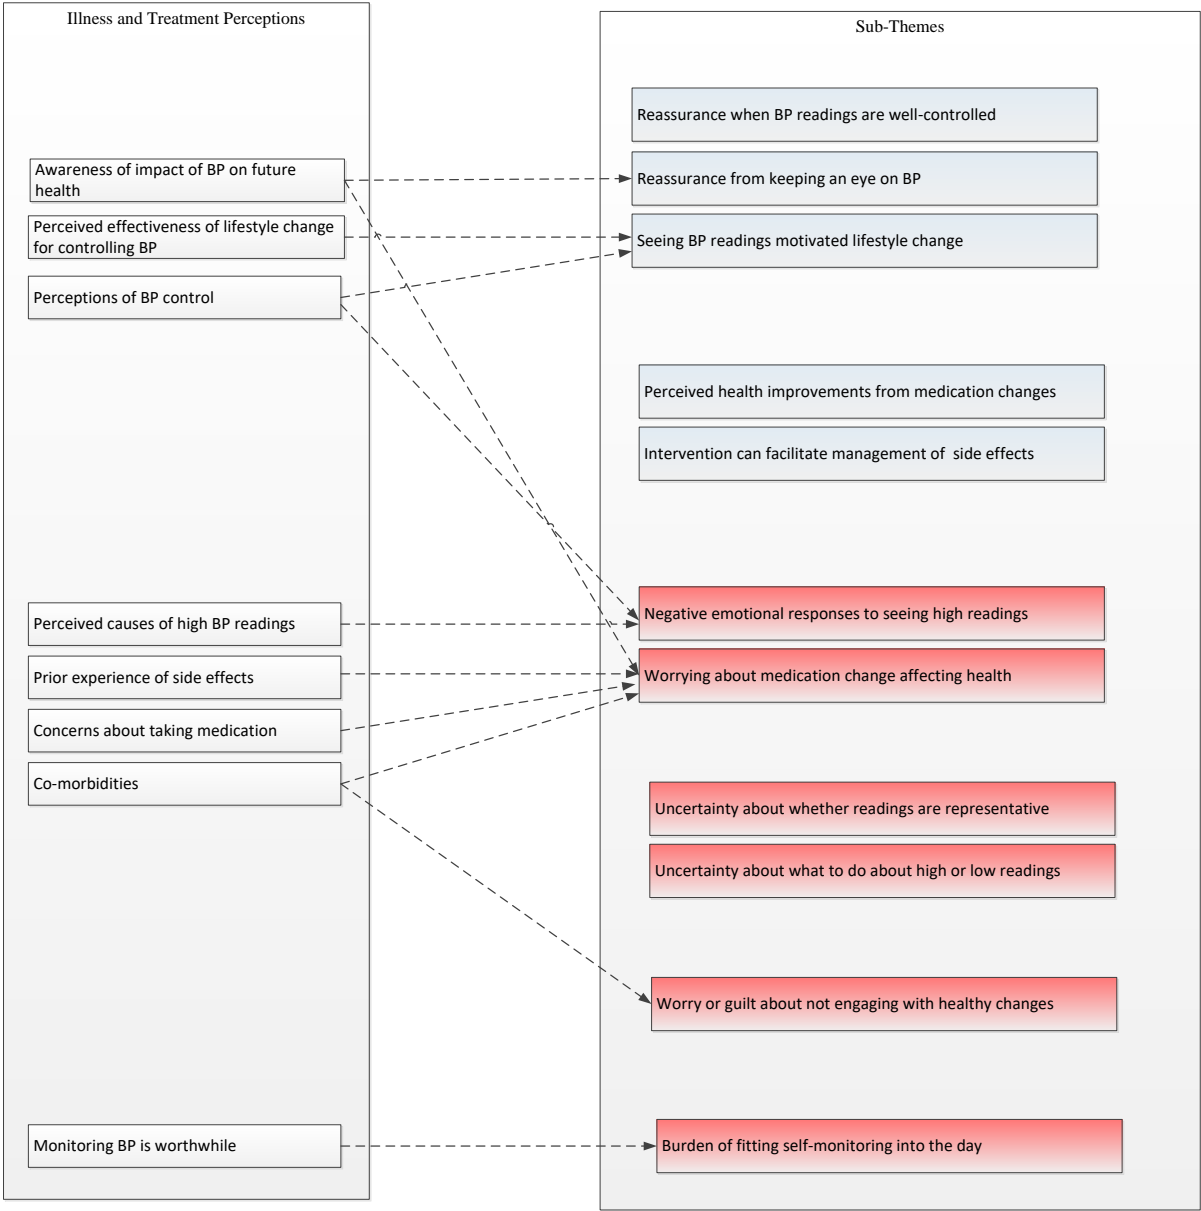 Illness and Treatment Perceptions
Awareness of impact of BP on future
health
Perceived effectiveness of lifestyle change
for controlling BP
Perceptions of BP control
Perceived causes of high BP readings
Prior experience of side effects
Concerns about taking medication
Co-morbidities
Monitoring BP is worthwhile
Sub-Themes
Reassurance when BP readings are well-controlled
Reassurance from keeping an eye on BP
Seeing BP readings motivated lifestyle change
Perceived health improvements from medication changes
Intervention can facilitate management of  side effects
Negative emotional responses to seeing high readings
Worrying about medication change affecting health
Uncertainty about whether readings are representative
Uncertainty about what to do about high or low readings
Worry or guilt about not engaging with healthy changes
Burden of fitting self-monitoring into the day